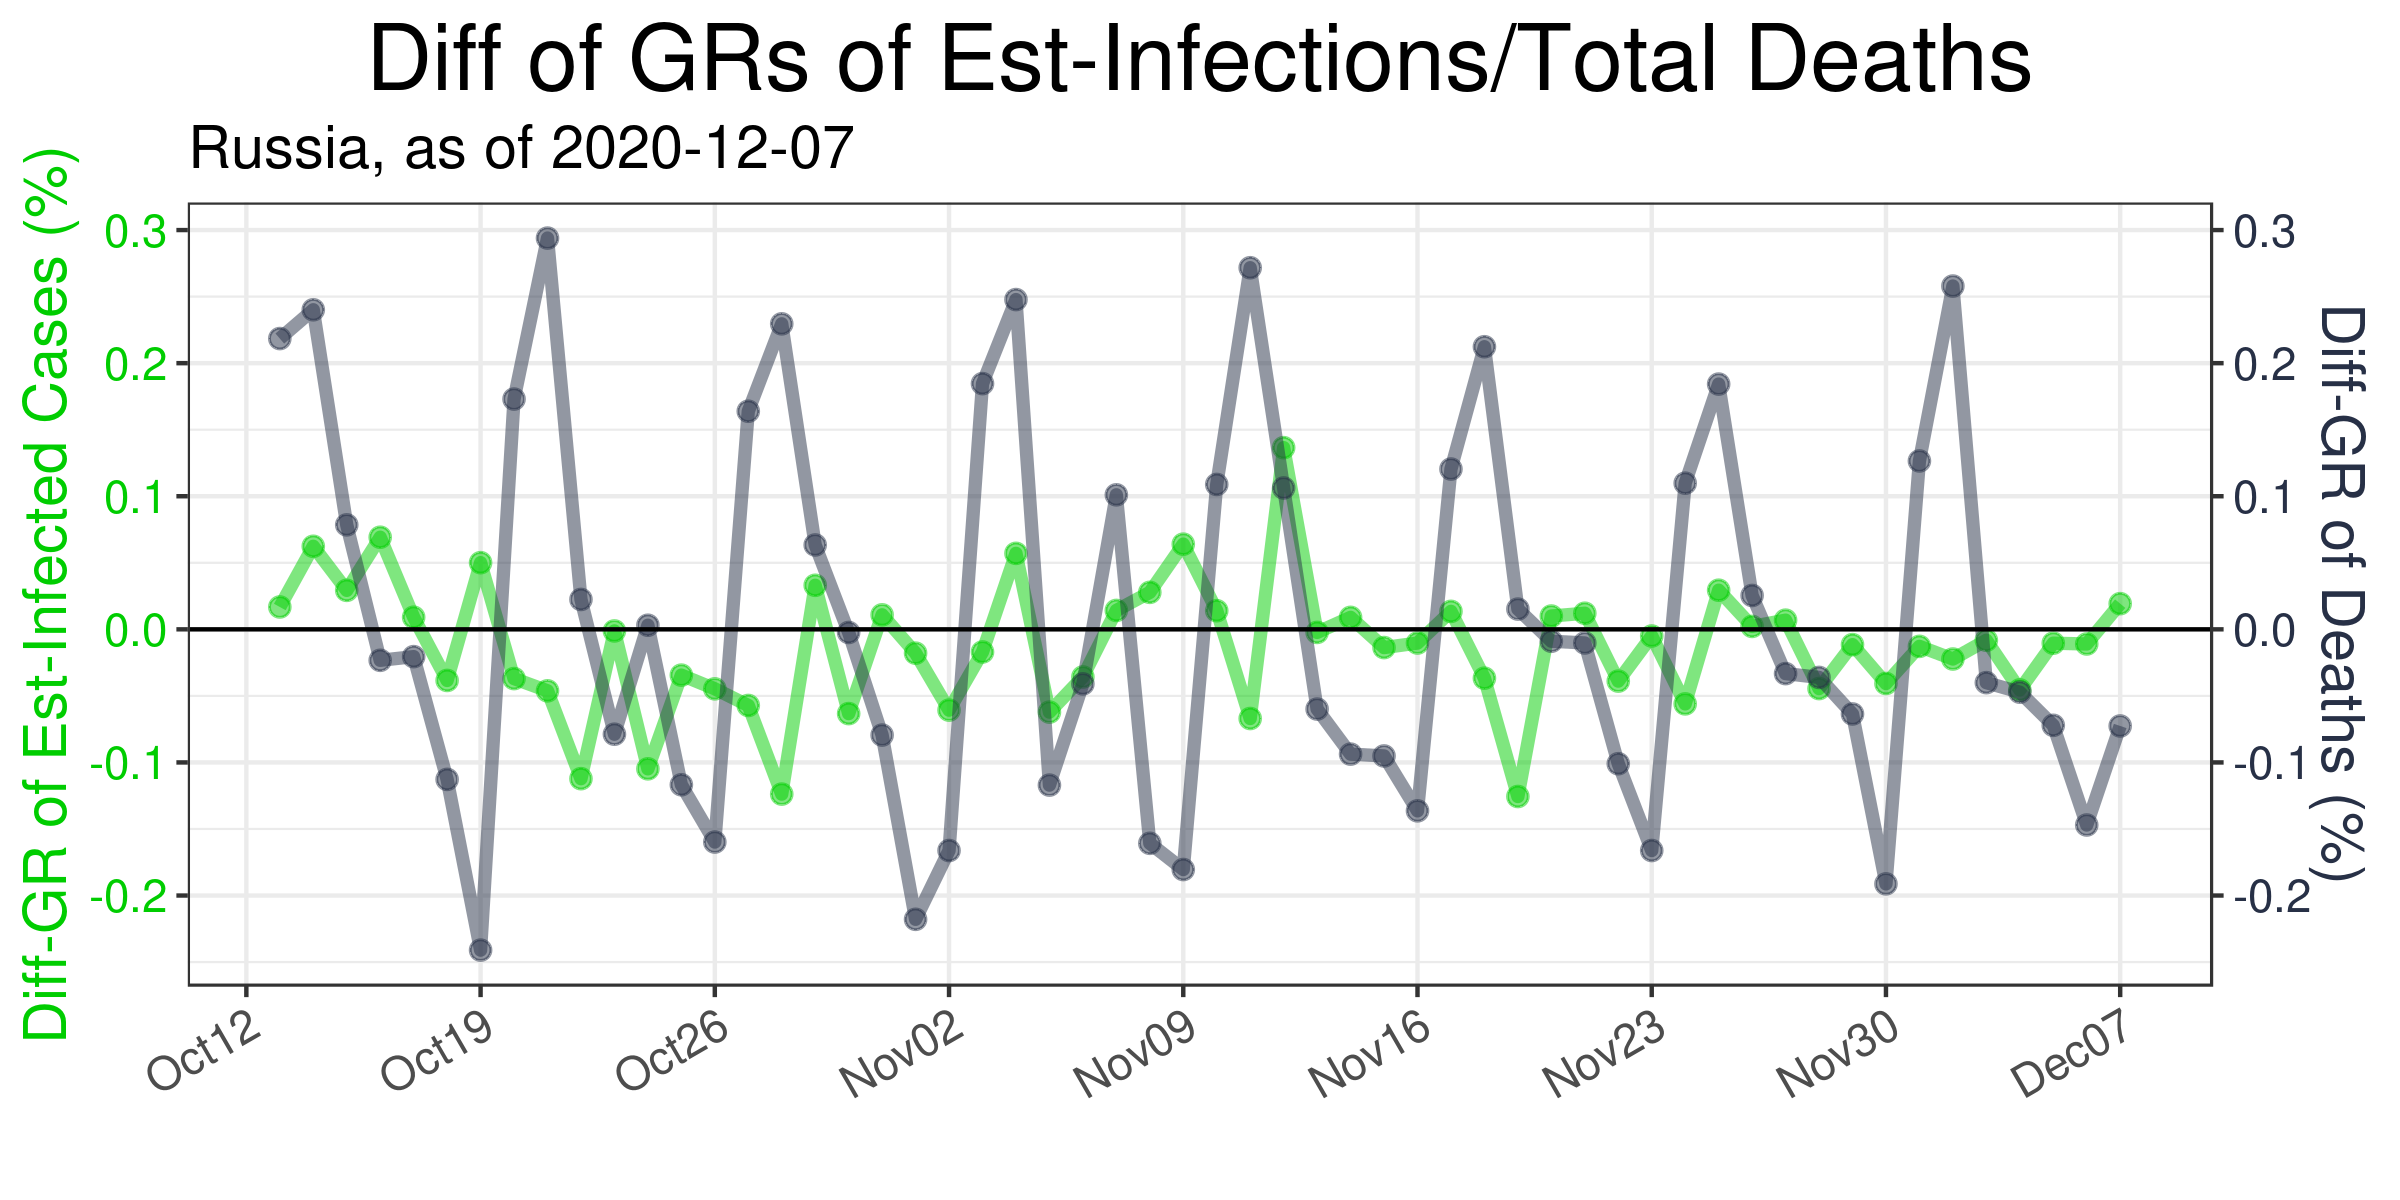 Diff of GRs of Est-Infections/Total Deaths
Russia, as of 2020-12-07
Diff-GR of Est-Infected Cases (%)
0.3
0.2
0.1
0.0
-0.1
-0.2
0.3
0.2
0.1
0.0
-0.1
-0.2
Diff-GR of Deaths (%)
Oct12
Oct19
Oct26
Nov02
Nov09
Nov16
Nov23
Nov30
Dec07